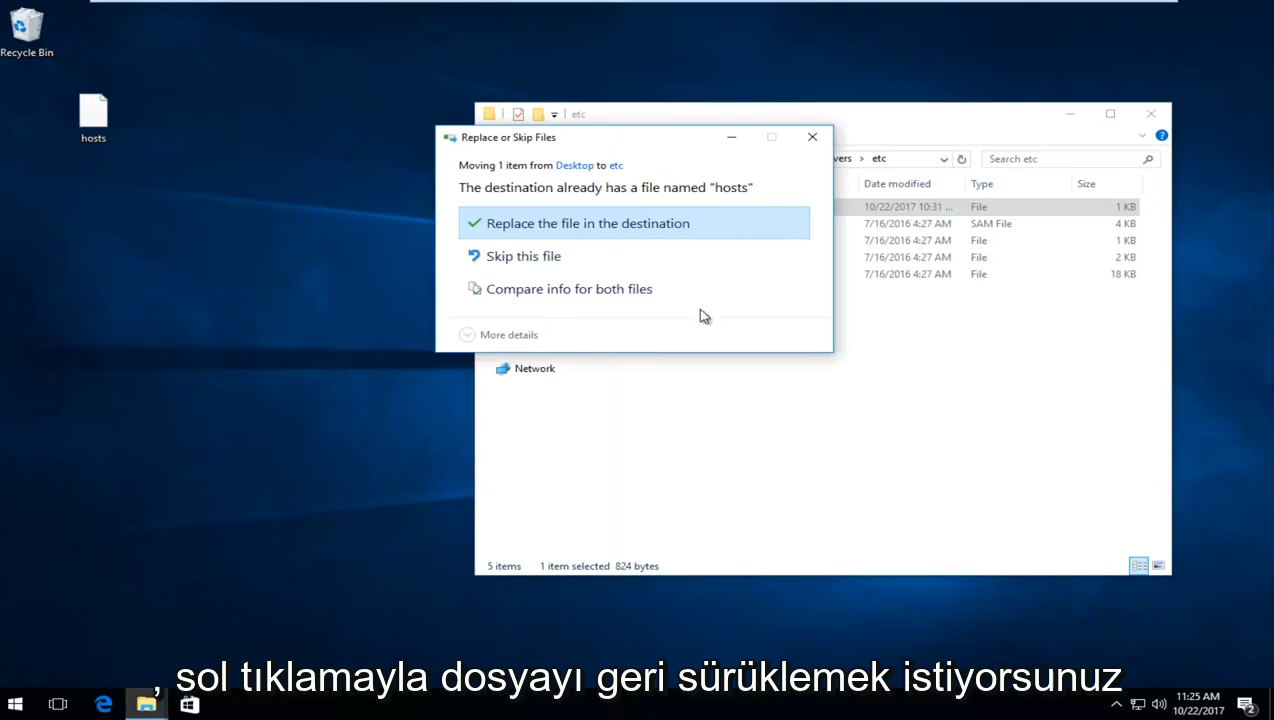 Recycle Bin
hosts
etc
Replace or Skip Files
Moving 1 item from Desktop to etc
The destination already has a file named "hosts"
Replace the file in the destination
Skip this file
Compare info for both files
More details
vers > etc
Search etc
Date modified Type Size
10/22/2017 10:31 ... File 1 KB
7/16/2016 4:27 AM SAM File 4 KB
7/16/2016 4:27 AM File 1 KB
7/16/2016 4:27 AM File 2 KB
7/16/2016 4:27 AM File 18 KB
Network
5 items 1 item selected 824 bytes
, sol tıklamayla dosyayı geri sürüklemek istiyorsunuz
11:25 AM
10/22/2017
2